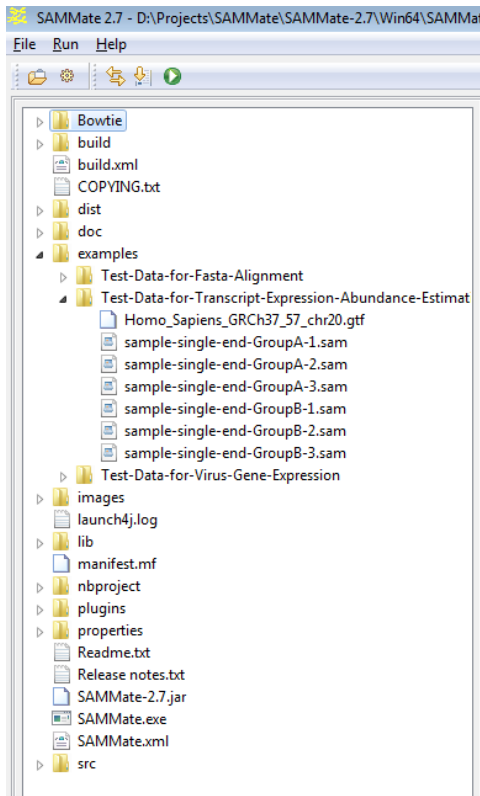 SAMMate 2.7 - D:\Projects\SAMMate\SAMMate-2.7\Win64\SAMMat
File Run Help
Bowtie
build
build.xml
COPYING.txt
dist
doc
examples
Test-Data-for-Fasta-Alignment
Test-Data-for-Transcript-Expression-Abundance-Estimat
Homo_Sapiens_GRCh37_57_chr20.gtf
sample-single-end-GroupA-1.sam
sample-single-end-GroupA-2.sam
sample-single-end-GroupA-3.sam
sample-single-end-GroupB-1.sam
sample-single-end-GroupB-2.sam
sample-single-end-GroupB-3.sam
Test-Data-for-Virus-Gene-Expression
images
launch4j.log
lib
manifest.mf
nbproject
plugins
properties
Readme.txt
Release notes.txt
SAMMate-2.7.jar
SAMMate.exe
SAMMate.xml
src